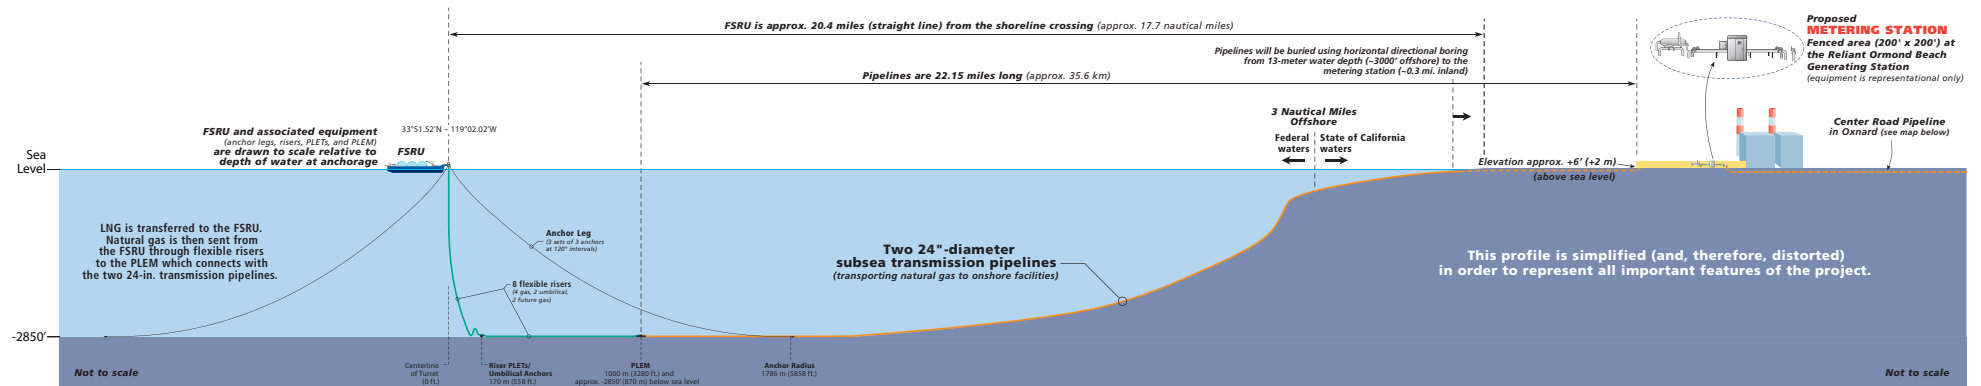 FSRU is approx. 20.4 miles (straight line) from the shoreline crossing (approx. 17.7 nautical miles)
Proposed
METERING STATION
Fenced area (200' x 200') at
the Reliant Ormond Beach
Generating Station
(equipment is representational only)
Pipelines will be buried using horizontal directional boring
from 13-meter water depth (~3000' offshore) to the
metering station (~0.3 mi. inland)
Pipelines are 22.15 miles long (approx. 35.6 km)
3 Nautical Miles
Offshore
Federal
waters
State of California
waters
Center Road Pipeline
in Oxnard (see map below)
FSRU and associated equipment
(anchor legs, risers, PLETs, and PLEM)
are drawn to scale relative to
depth of water at anchorage
33°51.52'N – 119°02.02'W
FSRU
Sea
Level
Elevation approx. +6' (+2 m)
(above sea level)
LNG is transferred to the FSRU.
Natural gas is then sent from
the FSRU through flexible risers
to the PLEM which connects with
the two 24-in. transmission pipelines.
Anchor Leg
(3 sets of 3 anchors
at 120° intervals)
Two 24"-diameter
subsea transmission pipelines
(transporting natural gas to onshore facilities)
This profile is simplified (and, therefore, distorted)
in order to represent all important features of the project.
8 flexible risers
(4 gas, 2 umbilical,
2 future gas)
-2850'
Not to scale
Centerline
of Turret
(0 ft.)
Riser PLETs/
Umbilical Anchors
170 m (558 ft.)
PLEM
1000 m (3280 ft.) and
approx. -2850' (870 m) below sea level
Anchor Radius
1786 m (5858 ft.)
Not to scale